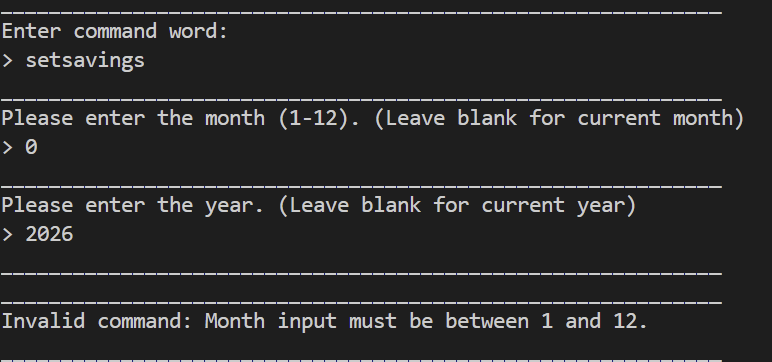 ____________________________________________________________
Enter command word:
> setsavings
____________________________________________________________
Please enter the month (1-12). (Leave blank for current month)
> 0
____________________________________________________________
Please enter the year. (Leave blank for current year)
> 2026
____________________________________________________________
____________________________________________________________
Invalid command: Month input must be between 1 and 12.
____________________________________________________________